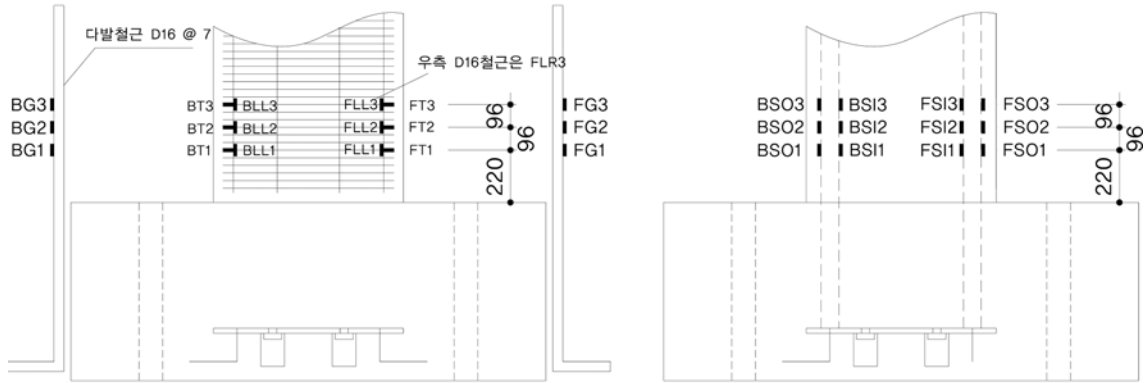 다발철근 D16 @ 7
우측 D16철근은 FLR3
BG3 BT3 BLL3 FLL3 FT3 FG3
BG2 BT2 BLL2 FLL2 FT2 FG2
BG1 BT1 BLL1 FLL1 FT1 FG1
96
96
220
BSO3 BSI3 FSI3 FSO3
BSO2 BSI2 FSI2 FSO2
BSO1 BSI1 FSI1 FSO1
96
96
220